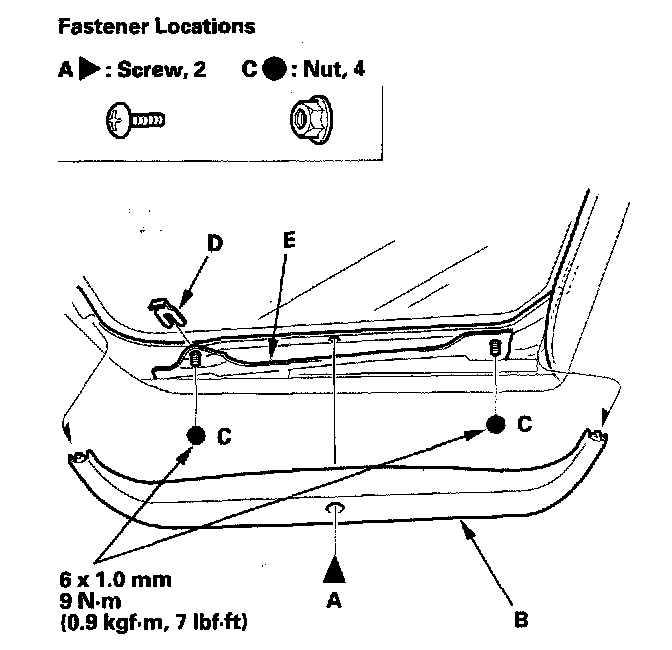 Fastener Locations
A ▶ : Screw, 2 C ● : Nut, 4
D
E
C
C
6 x 1.0 mm
9 N·m
(0.9 kgf·m, 7 lbf·ft)
A
B